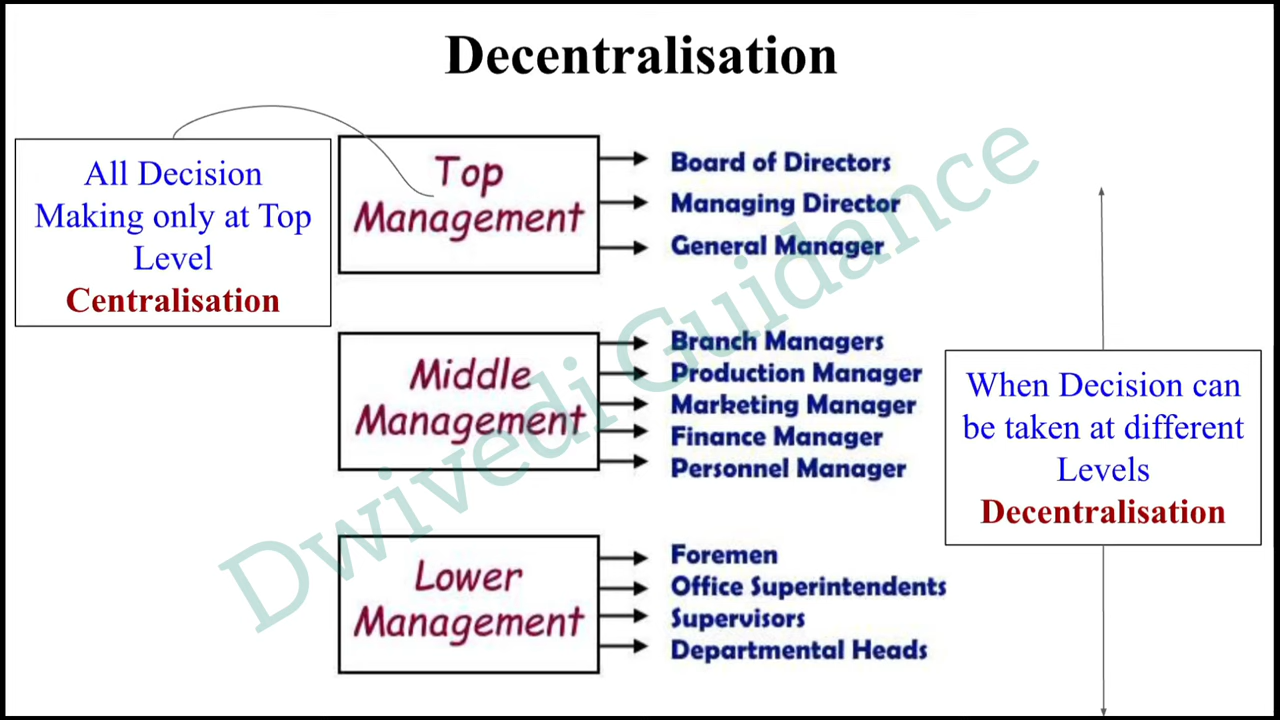 Decentralisation
All Decision
Making only at Top
Level
Centralisation
Top
Management
Board of Directors
Managing Director
General Manager
Middle
Management
Branch Managers
Production Manager
Marketing Manager
Finance Manager
Personnel Manager
When Decision can
be taken at different
Levels
Decentralisation
Lower
Management
Foremen
Office Superintendents
Supervisors
Departmental Heads
Dwivedi Guidance